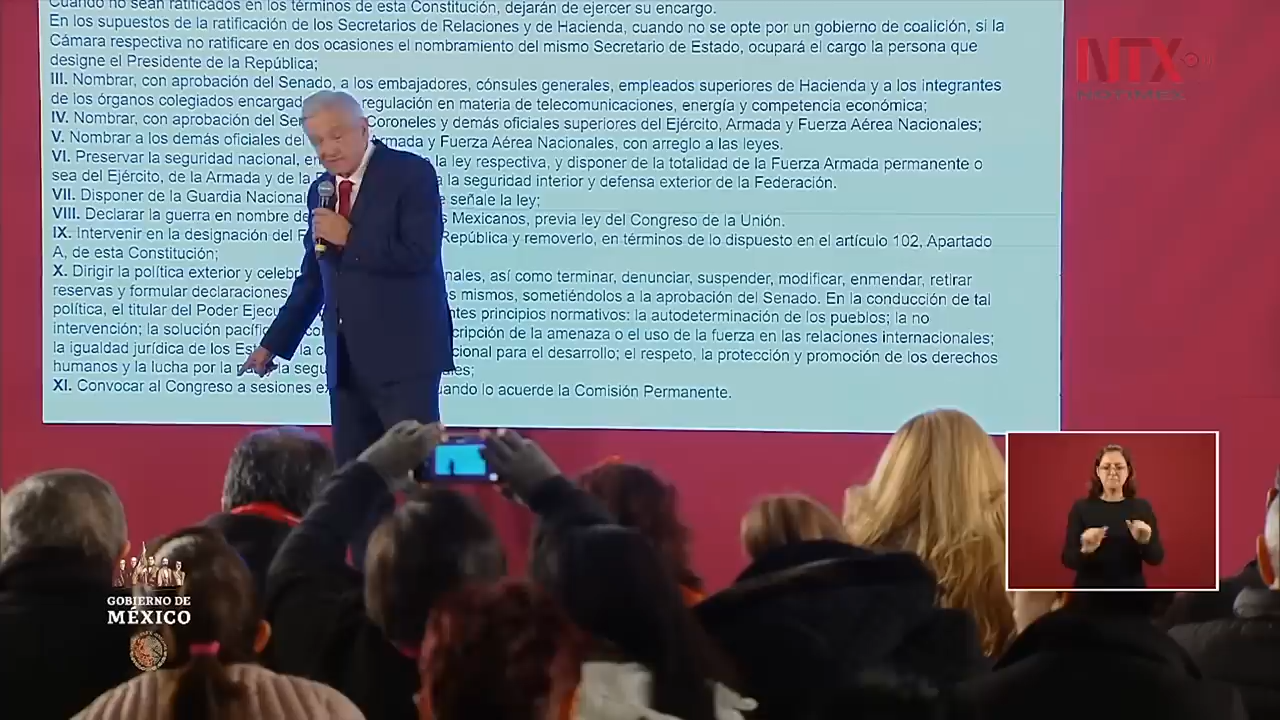 Cuando no sean ratificados en los términos de esta Constitución, dejarán de ejercer su encargo.
En los supuestos de la ratificación de los Secretarios de Relaciones y de Hacienda, cuando no se opte por un gobierno de coalición, si la
Cámara respectiva no ratificare en dos ocasiones el nombramiento del mismo Secretario de Estado, ocupará el cargo la persona que
designe el Presidente de la República;
III. Nombrar, con aprobación del Senado, a los embajadores, cónsules generales, empleados superiores de Hacienda y a los integrantes
de los órganos colegiados encargad regulación en materia de telecomunicaciones, energía y competencia económica;
IV. Nombrar, con aprobación del Sen Coroneles y demás oficiales superiores del Ejército, Armada y Fuerza Aérea Nacionales;
V. Nombrar a los demás oficiales del rmada y Fuerza Aérea Nacionales, con arreglo a las leyes.
VI. Preservar la seguridad nacional, en la ley respectiva, y disponer de la totalidad de la Fuerza Armada permanente o
sea del Ejército, de la Armada y de la a la seguridad interior y defensa exterior de la Federación.
VII. Disponer de la Guardia Nacional señale la ley;
VIII. Declarar la guerra en nombre de s Mexicanos, previa ley del Congreso de la Unión.
IX. Intervenir en la designación del F República y removerlo, en términos de lo dispuesto en el artículo 102, Apartado
A, de esta Constitución;
X. Dirigir la política exterior y celebr nales, así como terminar, denunciar, suspender, modificar, enmendar, retirar
reservas y formular declaraciones s mismos, sometiéndolos a la aprobación del Senado. En la conducción de tal
política, el titular del Poder Ejecu ntes principios normativos: la autodeterminación de los pueblos; la no
intervención; la solución pacífi cripción de la amenaza o el uso de la fuerza en las relaciones internacionales;
la igualdad jurídica de los Est la co cional para el desarrollo; el respeto, la protección y promoción de los derechos
humanos y la lucha por la la segu les;
XI. Convocar al Congreso a sesiones ex uando lo acuerde la Comisión Permanente.
NTX
NOTIMEX
GOBIERNO DE
MÉXICO